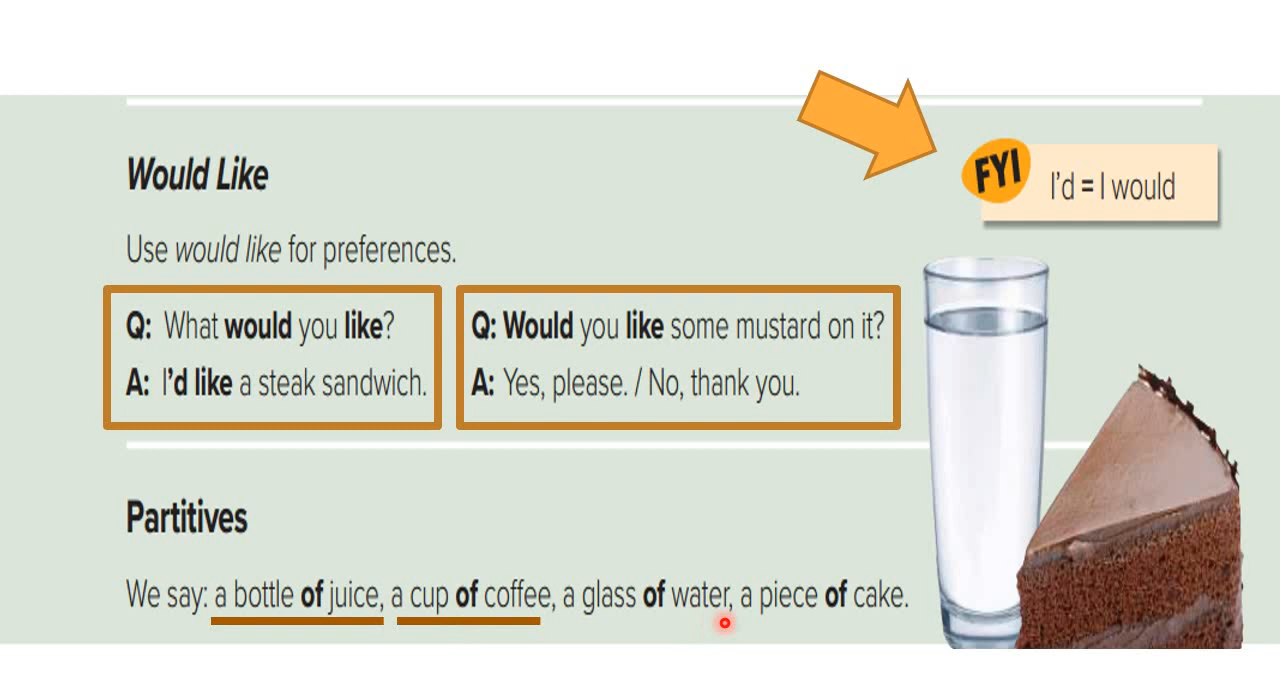 Would Like
FYI
I'd = I would
Use would like for preferences.
Q: What would you like?
A: I'd like a steak sandwich.
Q: Would you like some mustard on it?
A: Yes, please. / No, thank you.
Partitives
We say: a bottle of juice, a cup of coffee, a glass of water, a piece of cake.